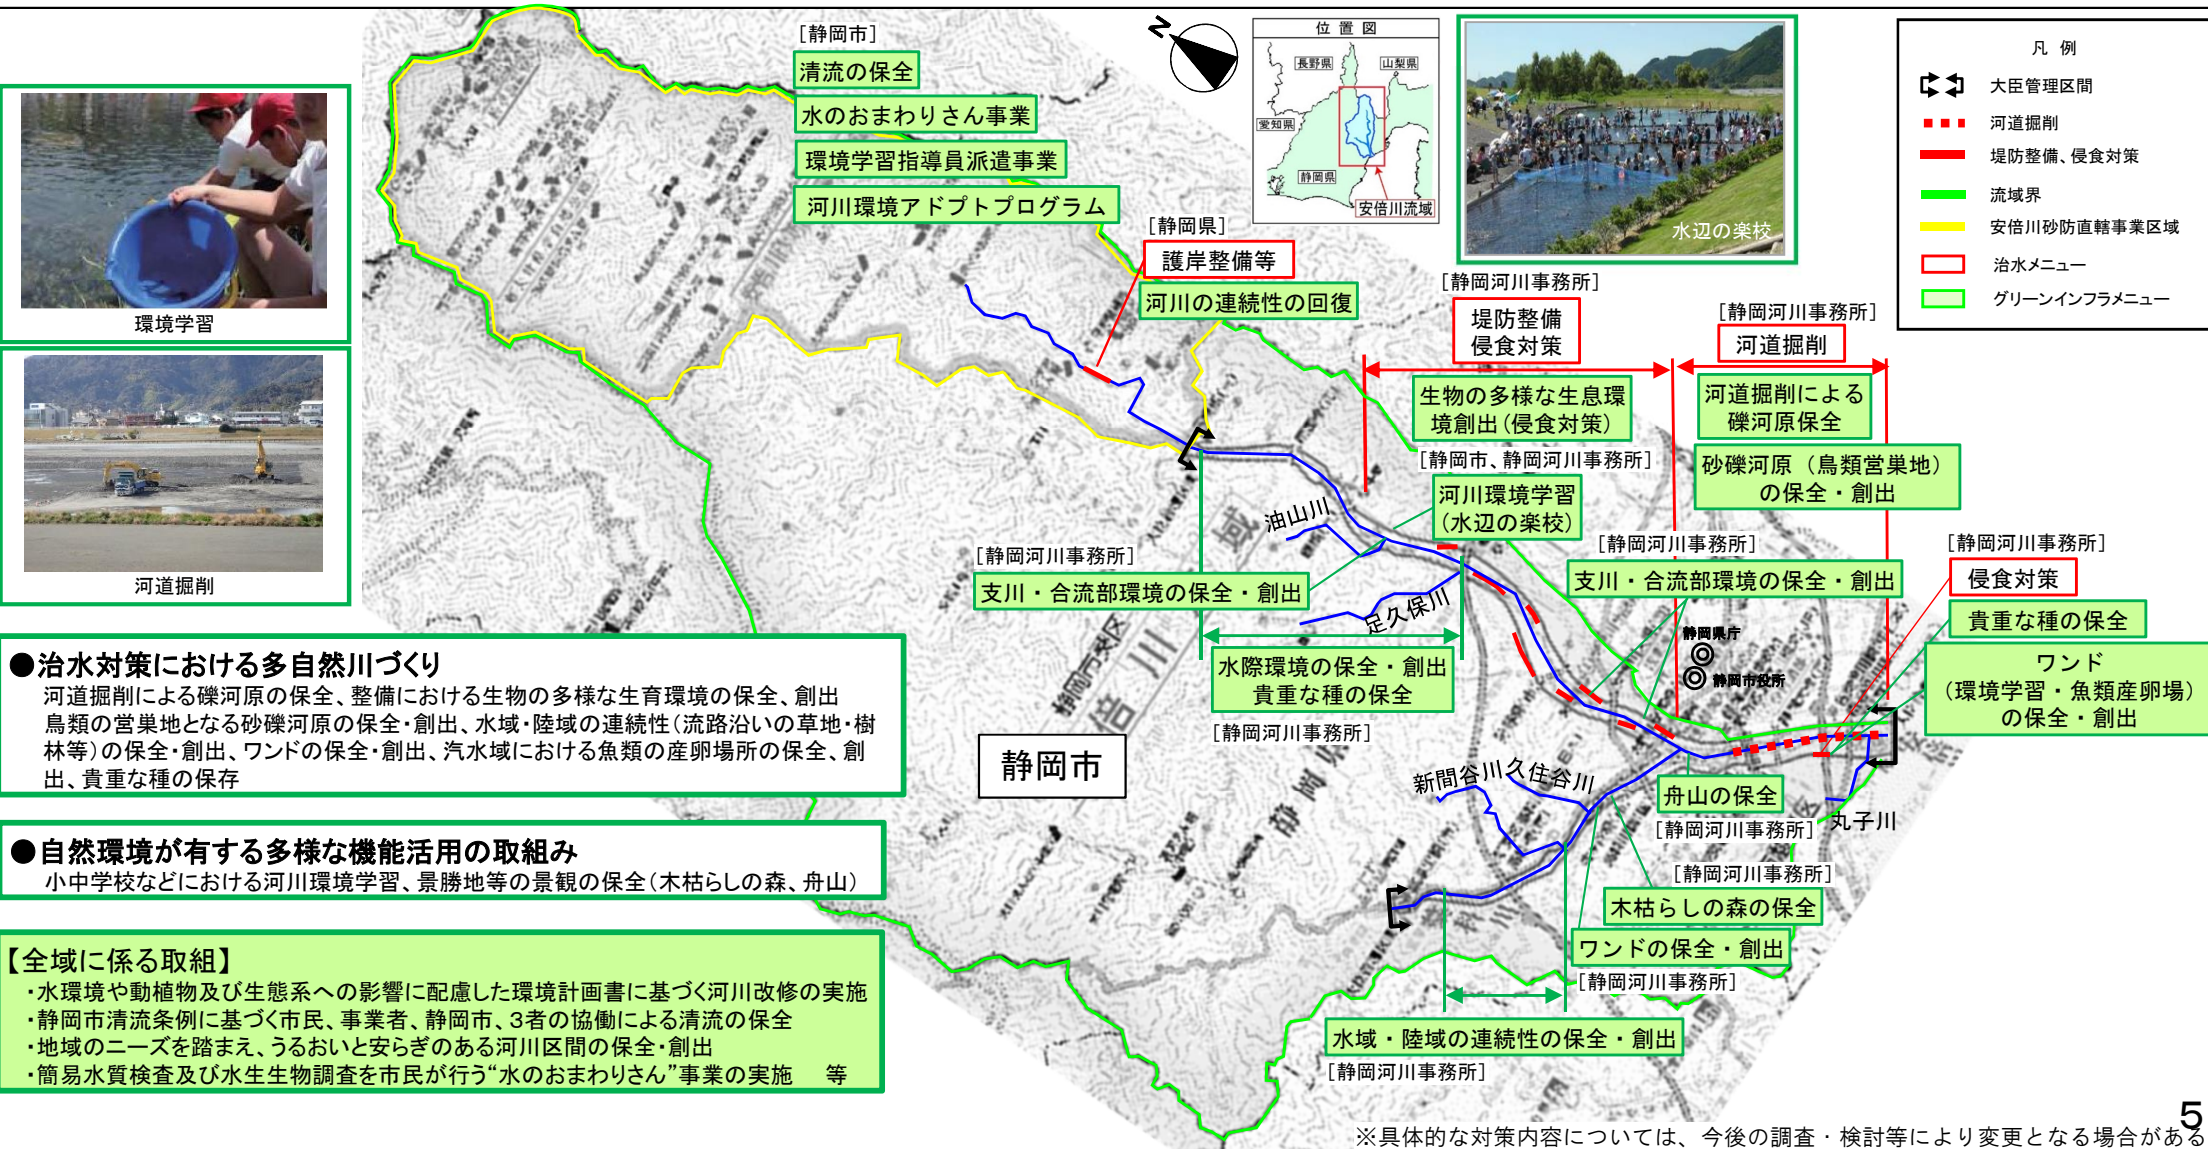 [静岡市]
清流の保全
水のおまわりさん事業
環境学習指導員派遣事業
河川環境アドプトプログラム
N
位置図
長野県
山梨県
愛知県
静岡県
安倍川流域
水辺の楽校
凡 例
大臣管理区間
河道掘削
堤防整備、侵食対策
流域界
安倍川砂防直轄事業区域
治水メニュー
グリーンインフラメニュー
環境学習
河道掘削
[静岡県]
護岸整備等
河川の連続性の回復
[静岡河川事務所]
堤防整備
侵食対策
生物の多様な生息環
境創出(侵食対策)
[静岡河川事務所]
河道掘削
河道掘削による
礫河原保全
砂礫河原（鳥類営巣地）
の保全・創出
[静岡市、静岡河川事務所]
河川環境学習
(水辺の楽校)
油山川
[静岡河川事務所]
支川・合流部環境の保全・創出
足久保川
[静岡河川事務所]
支川・合流部環境の保全・創出
[静岡河川事務所]
侵食対策
貴重な種の保全
ワンド
(環境学習・魚類産卵場)
の保全・創出
静岡県庁
静岡市役所
水際環境の保全・創出
貴重な種の保全
[静岡河川事務所]
静岡市
新間谷川
久住谷川
舟山の保全
[静岡河川事務所]
丸子川
[静岡河川事務所]
木枯らしの森の保全
ワンドの保全・創出
[静岡河川事務所]
水域・陸域の連続性の保全・創出
[静岡河川事務所]
●治水対策における多自然川づくり
河道掘削による礫河原の保全、整備における生物の多様な生育環境の保全、創出
鳥類の営巣地となる砂礫河原の保全・創出、水域・陸域の連続性(流路沿いの草地・樹
林等)の保全・創出、ワンドの保全・創出、汽水域における魚類の産卵場所の保全、創
出、貴重な種の保存
●自然環境が有する多様な機能活用の取組み
小中学校などにおける河川環境学習、景勝地等の景観の保全(木枯らしの森、舟山)
【全域に係る取組】
・水環境や動植物及び生態系への影響に配慮した環境計画書に基づく河川改修の実施
・静岡市清流条例に基づく市民、事業者、静岡市、3者の協働による清流の保全
・地域のニーズを踏まえ、うるおいと安らぎのある河川区間の保全・創出
・簡易水質検査及び水生生物調査を市民が行う“水のおまわりさん”事業の実施　等
5
※具体的な対策内容については、今後の調査・検討等により変更となる場合がある